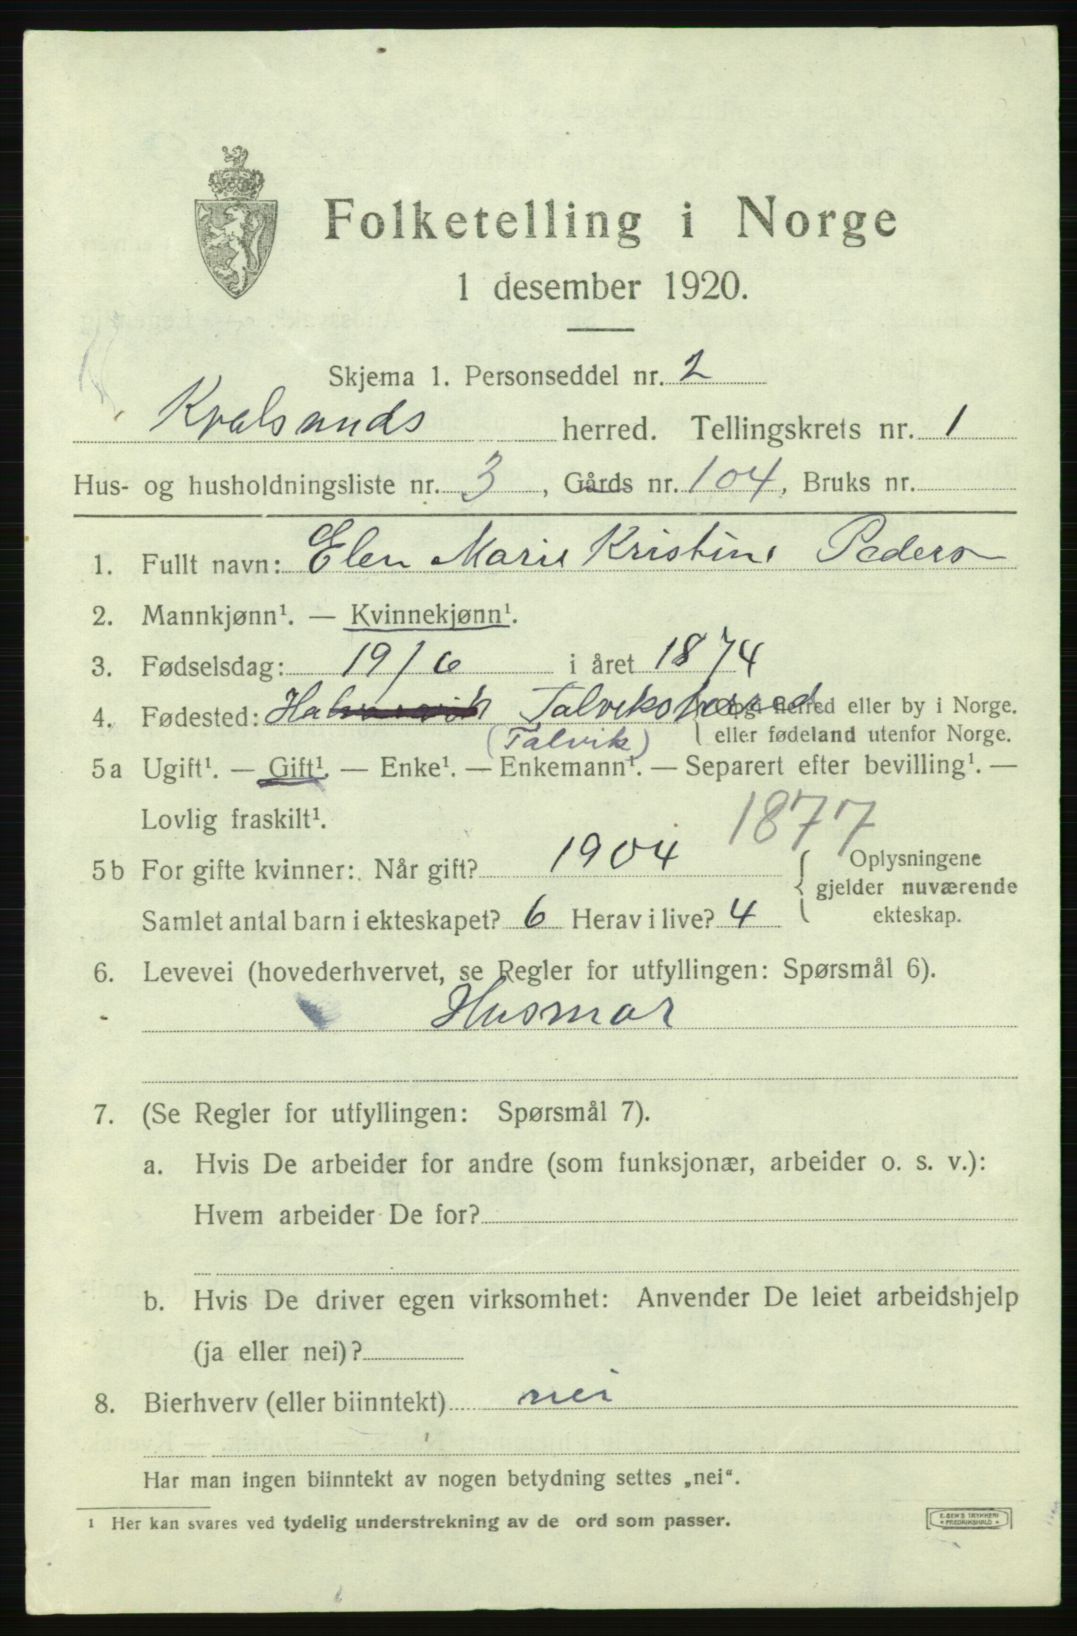 Folketelling i Norge
1 desember 1920.
Skjema 1. Personseddel nr. 2
Kvalsunds herred. Tellingskrets nr. 1
Hus- og husholdningsliste nr. 3, Gårds nr. 104, Bruks nr.
1. Fullt navn: Elen Marie Kristine Peders
2. Mannkjønn¹. — Kvinnekjønn¹.
3. Fødselsdag: 19/6 i året 1874
4. Fødested: Talviksherred Opgi herred eller by i Norge.
(Talvik) eller fødeland utenfor Norge.
5a Ugift¹. — Gift¹. — Enke¹. — Enkemann¹. — Separert efter bevilling¹. —
Lovlig fraskilt¹. 1877
5b For gifte kvinner: Når gift? 1904 Oplysningene
gjelder nuværende
Samlet antal barn i ekteskapet? 6 Herav i live? 4 ekteskap.
6. Levevei (hovederhvervet, se Regler for utfyllingen: Spørsmål 6).
Husmor
7. (Se Regler for utfyllingen: Spørsmål 7).
a. Hvis De arbeider for andre (som funksjonær, arbeider o. s. v.):
Hvem arbeider De for?
b. Hvis De driver egen virksomhet: Anvender De leiet arbeidshjelp
(ja eller nei)?
8. Bierhverv (eller biinntekt) nei
Har man ingen biinntekt av nogen betydning settes „nei“.
¹ Her kan svares ved tydelig understrekning av de ord som passer.
E. SEM'S TRYKKERI
FREDRIKSHALD